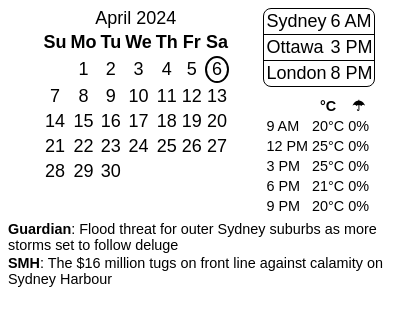 April 2024
Su Mo Tu We Th Fr Sa
1 2 3 4 5 6
7 8 9 10 11 12 13
14 15 16 17 18 19 20
21 22 23 24 25 26 27
28 29 30
Sydney 6 AM
Ottawa 3 PM
London 8 PM
°C ☂
9 AM 20°C 0%
12 PM 25°C 0%
3 PM 25°C 0%
6 PM 21°C 0%
9 PM 20°C 0%
Guardian: Flood threat for outer Sydney suburbs as more
storms set to follow deluge
SMH: The $16 million tugs on front line against calamity on
Sydney Harbour